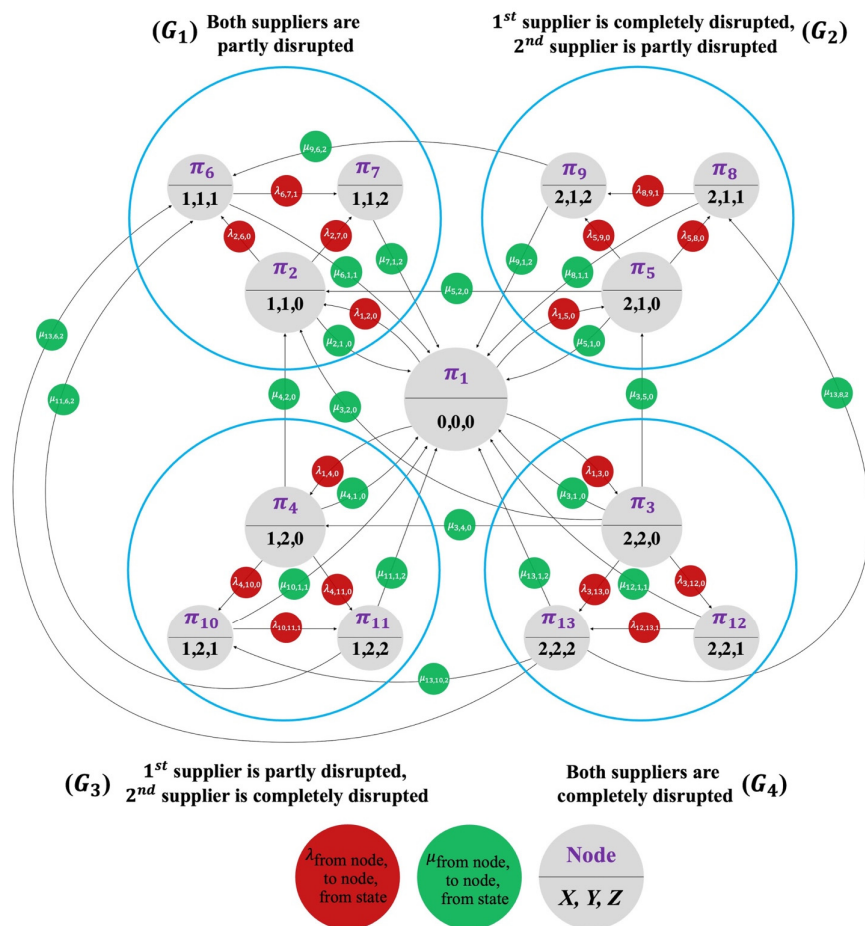 (G₁) Both suppliers are
partly disrupted
1ˢᵗ supplier is completely disrupted,
2ⁿᵈ supplier is partly disrupted (G₂)
μ9,6,2
π6
1,1,1
λ6,7,1
π7
1,1,2
π9
2,1,2
λ8,9,1
π8
2,1,1
λ2,6,0
λ2,7,0
λ5,9,0
λ5,8,0
π2
1,1,0
μ6,1,1
μ7,1,2
μ9,1,2
μ8,1,1
π5
2,1,0
μ5,2,0
λ1,2,0
λ1,5,0
μ2,1,0
μ5,1,0
μ13,6,2
μ11,6,2
μ4,2,0
μ3,2,0
π1
0,0,0
μ3,5,0
μ13,8,2
λ1,4,0
μ4,1,0
λ1,3,0
μ3,1,0
π4
1,2,0
μ3,4,0
π3
2,2,0
λ4,10,0
μ10,1,1
λ4,11,0
μ11,1,2
μ13,1,2
λ3,13,0
μ12,1,1
λ3,12,0
π10
1,2,1
λ10,11,1
π11
1,2,2
π13
2,2,2
λ12,13,1
π12
2,2,1
μ13,10,2
(G₃) 1ˢᵗ supplier is partly disrupted,
2ⁿᵈ supplier is completely disrupted
Both suppliers are
completely disrupted (G₄)
λfrom node,
to node,
from state
μfrom node,
to node,
from state
Node
X, Y, Z